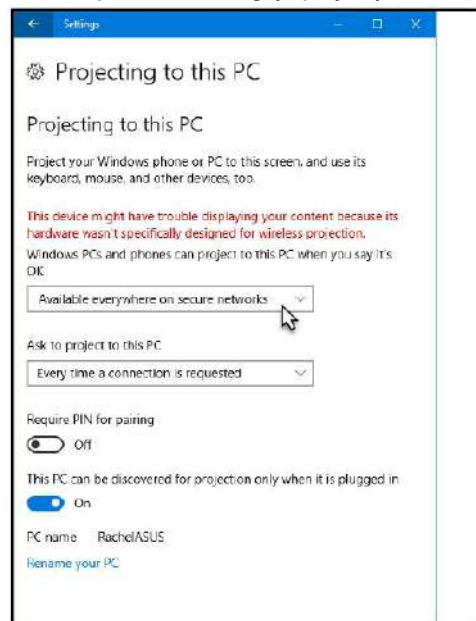 Settings
Projecting to this PC
Projecting to this PC
Project your Windows phone or PC to this screen, and use its
keyboard, mouse, and other devices, too.
This device might have trouble displaying your content because its
hardware wasn't specifically designed for wireless projection.
Windows PCs and phones can project to this PC when you say it's
OK
Available everywhere on secure networks
Ask to project to this PC
Every time a connection is requested
Require PIN for pairing
Off
This PC can be discovered for projection only when it is plugged in
On
PC name RachelASUS
Rename your PC